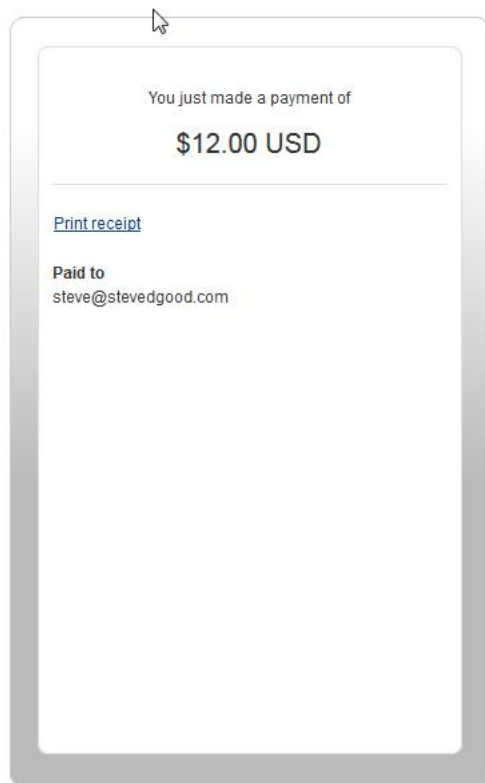 You just made a payment of
$12.00 USD
Print receipt
Paid to
steve@stevedgood.com